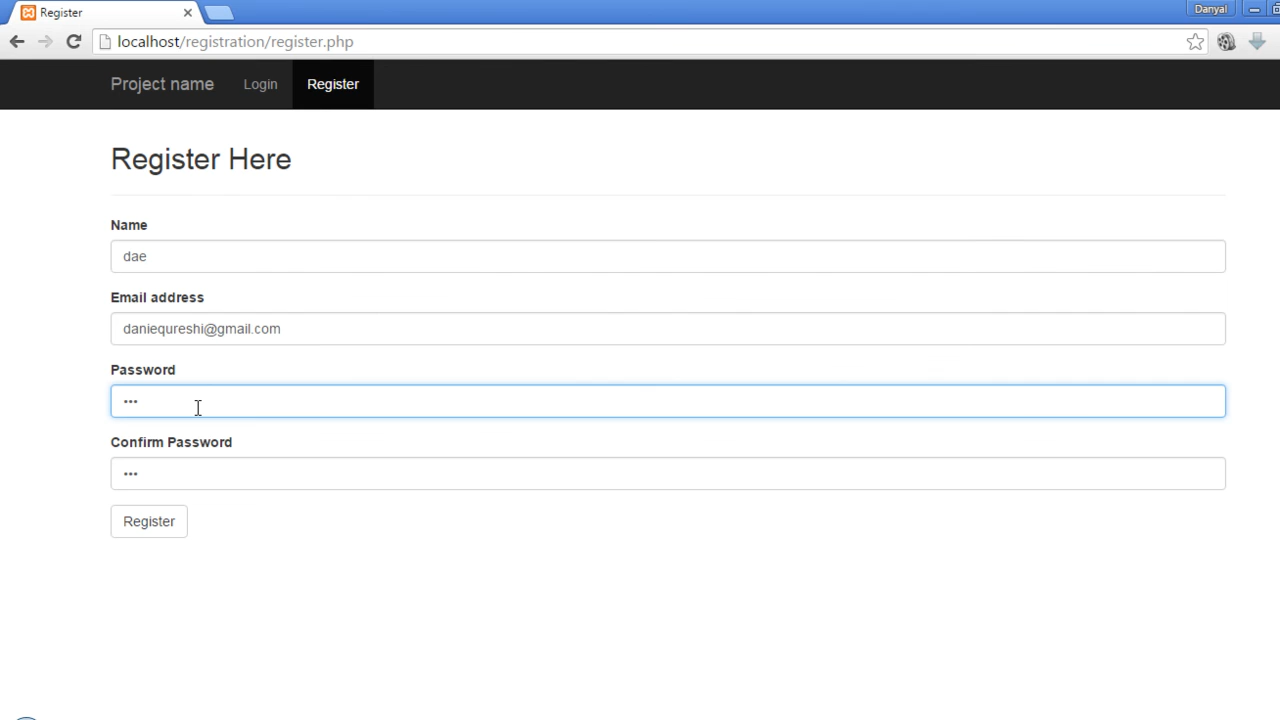 Register
Danyal
localhost/registration/register.php
Project name Login Register
Register Here
Name
dae
Email address
daniequreshi@gmail.com
Password
•••
Confirm Password
•••
Register